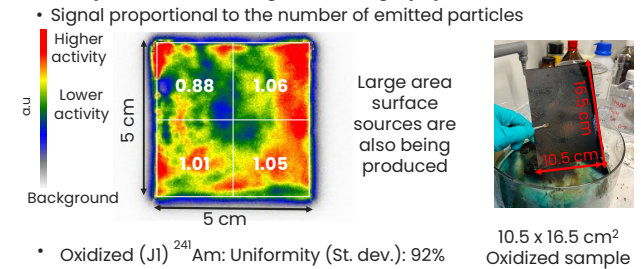 • Signal proportional to the number of emitted particles
Higher
activity
Lower
activity
a.u
Background
5 cm
0.88
1.06
1.01
1.05
5 cm
Large area
surface
sources are
also being
produced
16.5 cm
10.5 cm
10.5 x 16.5 cm²
Oxidized sample
• Oxidized (J1) ²⁴¹Am: Uniformity (St. dev.): 92%